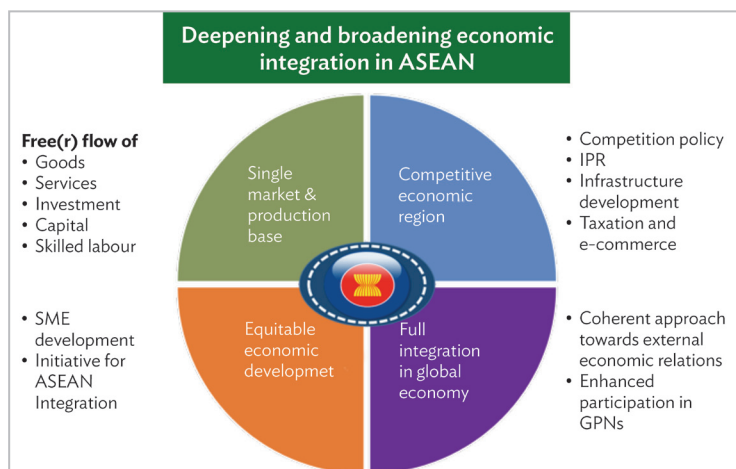 Deepening and broadening economic
integration in ASEAN
Free(r) flow of
• Goods
• Services
• Investment
• Capital
• Skilled labour
Single
market &
production
base
Competitive
economic
region
• Competition policy
• IPR
• Infrastructure
development
• Taxation and
e-commerce
• SME
development
• Initiative for
ASEAN
Integration
Equitable
economic
developmet
Full
integration
in global
economy
• Coherent approach
towards external
economic relations
• Enhanced
participation in
GPNs